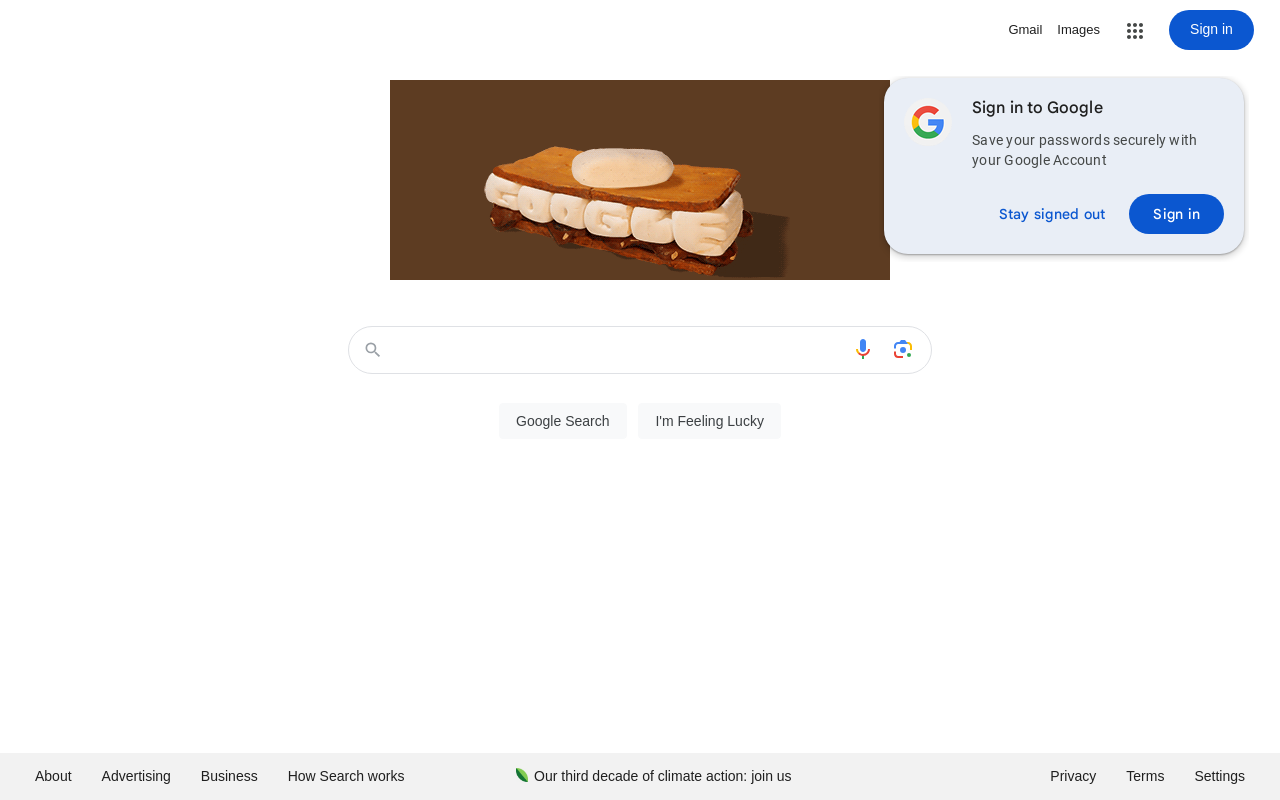 Gmail Images Sign in
GOOGLE
Sign in to Google
Save your passwords securely with
your Google Account
Stay signed out Sign in
Google Search I'm Feeling Lucky
About Advertising Business How Search works Our third decade of climate action: join us Privacy Terms Settings